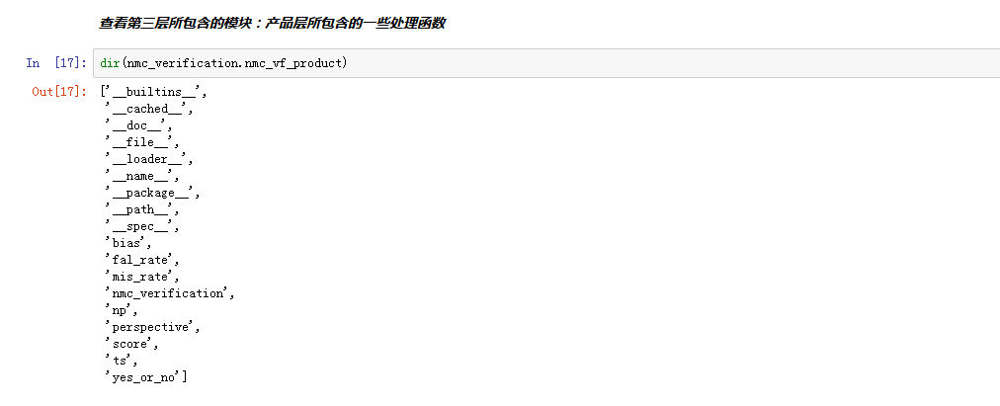 查看第三层所包含的模块：产品层所包含的一些处理函数
In [17]: dir(nmc_verification.nmc_vf_product)
Out[17]: ['__builtins__',
'__cached__',
'__doc__',
'__file__',
'__loader__',
'__name__',
'__package__',
'__path__',
'__spec__',
'bias',
'fal_rate',
'mis_rate',
'nmc_verification',
'np',
'perspective',
'score',
'ts',
'yes_or_no']